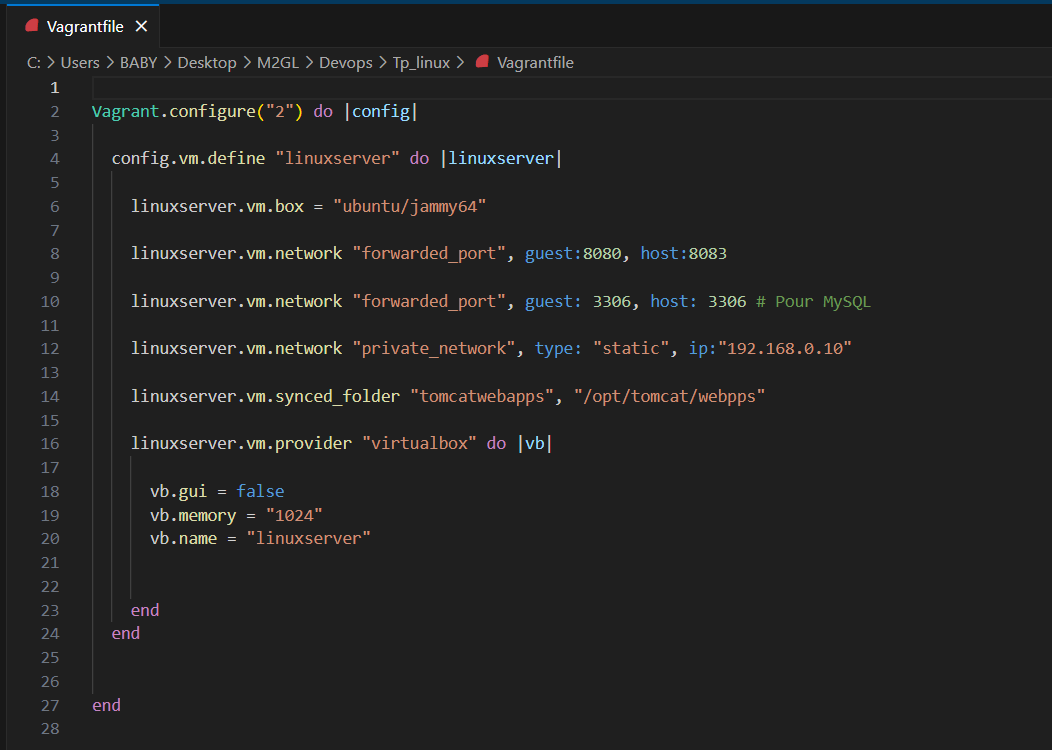 Vagrantfile
C: > Users > BABY > Desktop > M2GL > Devops > Tp_linux > Vagrantfile
1
2 Vagrant.configure("2") do |config|
3
4 config.vm.define "linuxserver" do |linuxserver|
5
6 linuxserver.vm.box = "ubuntu/jammy64"
7
8 linuxserver.vm.network "forwarded_port", guest:8080, host:8083
9
10 linuxserver.vm.network "forwarded_port", guest: 3306, host: 3306 # Pour MySQL
11
12 linuxserver.vm.network "private_network", type: "static", ip:"192.168.0.10"
13
14 linuxserver.vm.synced_folder "tomcatwebapps", "/opt/tomcat/webpps"
15
16 linuxserver.vm.provider "virtualbox" do |vb|
17
18 vb.gui = false
19 vb.memory = "1024"
20 vb.name = "linuxserver"
21
22
23 end
24 end
25
26
27 end
28